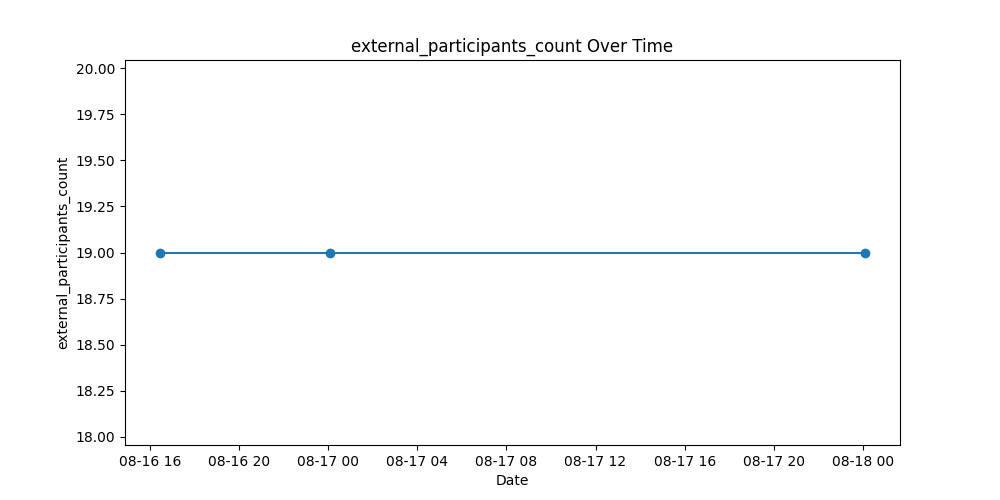 external_participants_count Over Time
external_participants_count
20.00
19.75
19.50
19.25
19.00
18.75
18.50
18.25
18.00
08-16 16 08-16 20 08-17 00 08-17 04 08-17 08 08-17 12 08-17 16 08-17 20 08-18 00
Date